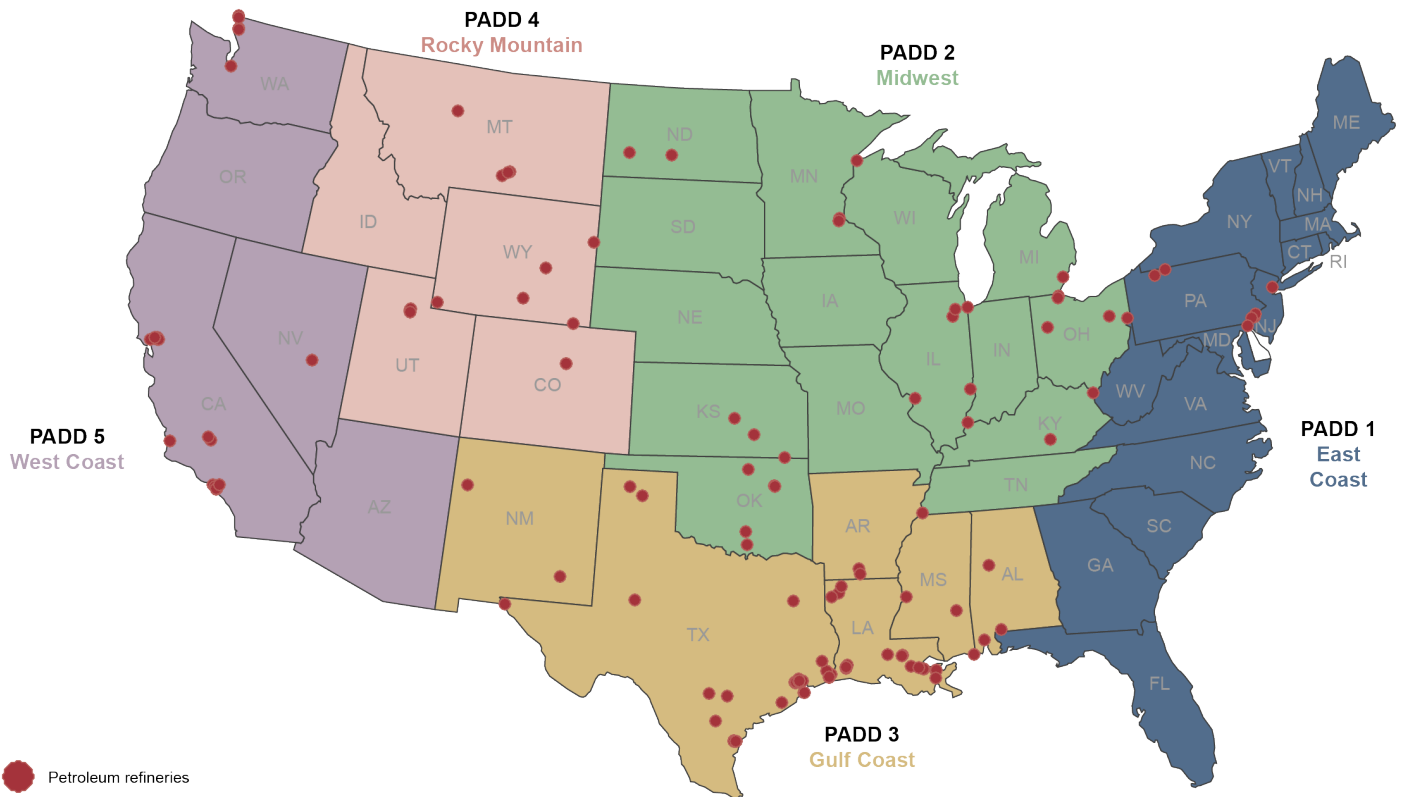 PADD 4
Rocky Mountain
PADD 2
Midwest
WA
MT
ND
MN
ME
VT
NH
OR
ID
WY
SD
WI
MI
NY
MA
CT
RI
NV
UT
CO
NE
IA
IL
IN
OH
PA
NJ
MD
CA
KS
MO
KY
WV
VA
PADD 5
West Coast
PADD 1
East
Coast
AZ
NM
OK
TN
NC
AR
SC
MS
AL
GA
TX
LA
FL
PADD 3
Gulf Coast
Petroleum refineries